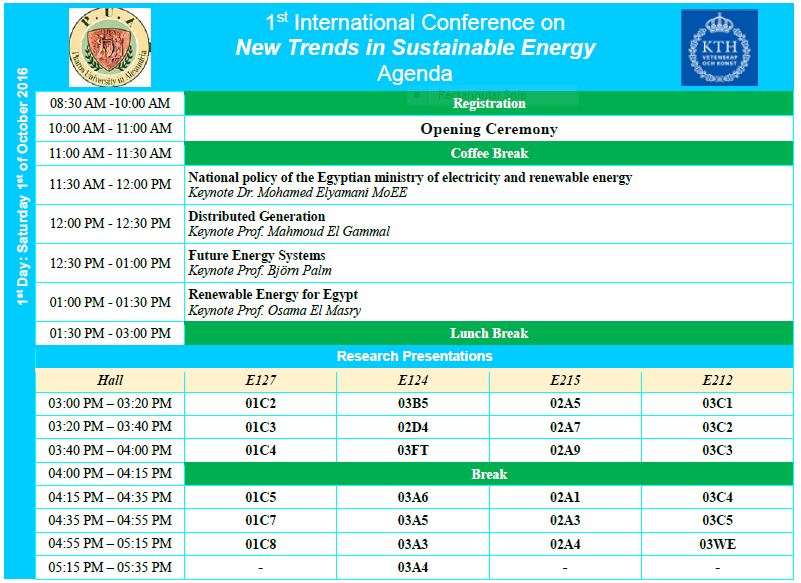 1st International Conference on
New Trends in Sustainable Energy
Agenda
Pharos University in Alexandria
P.U.A
KTH
VETENSKAP
OCH KONST
1st Day: Saturday 1st of October 2016
08:30 AM -10:00 AM Registration
10:00 AM - 11:00 AM Opening Ceremony
11:00 AM - 11:30 AM Coffee Break
11:30 AM - 12:00 PM National policy of the Egyptian ministry of electricity and renewable energy
Keynote Dr. Mohamed Elyamani MoEE
12:00 PM - 12:30 PM Distributed Generation
Keynote Prof. Mahmoud El Gammal
12:30 PM - 01:00 PM Future Energy Systems
Keynote Prof. Björn Palm
01:00 PM - 01:30 PM Renewable Energy for Egypt
Keynote Prof. Osama El Masry
01:30 PM - 03:00 PM Lunch Break
Research Presentations
Hall E127 E124 E215 E212
03:00 PM – 03:20 PM 01C2 03B5 02A5 03C1
03:20 PM – 03:40 PM 01C3 02D4 02A7 03C2
03:40 PM – 04:00 PM 01C4 03FT 02A9 03C3
04:00 PM – 04:15 PM Break
04:15 PM – 04:35 PM 01C5 03A6 02A1 03C4
04:35 PM – 04:55 PM 01C7 03A5 02A3 03C5
04:55 PM – 05:15 PM 01C8 03A3 02A4 03WE
05:15 PM – 05:35 PM - 03A4 - -